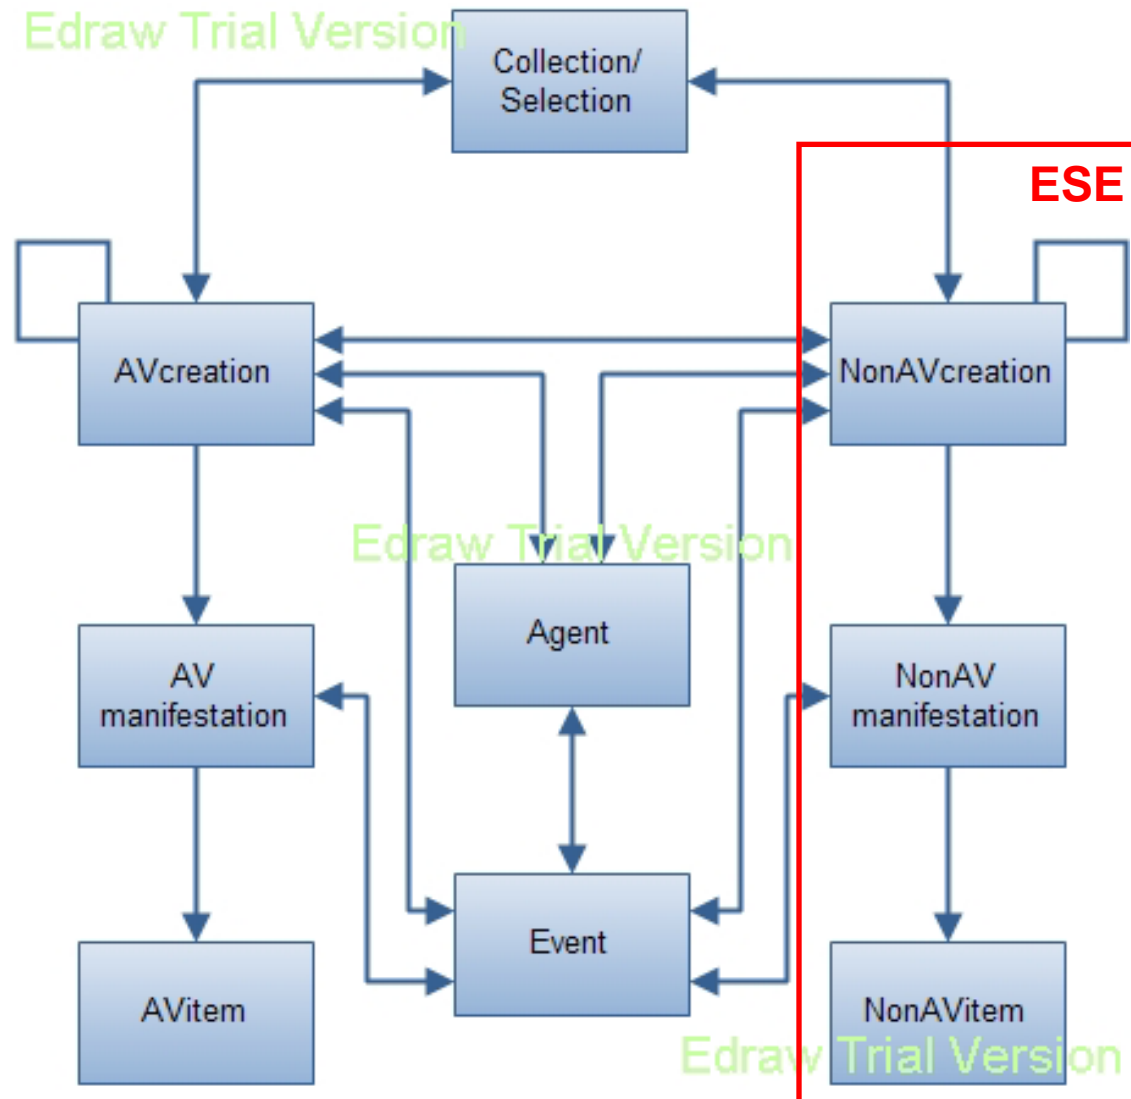 Edraw Trial Version
Collection/
Selection
ESE
AVcreation
NonAVcreation
Edraw Trial Version
Agent
AV
manifestation
NonAV
manifestation
Event
AVitem
NonAVitem
Edraw Trial Version